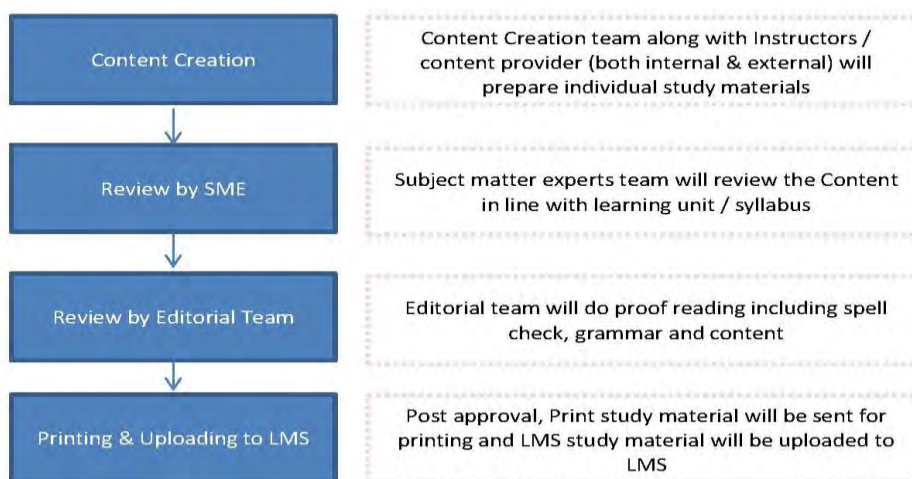 Content Creation
Content Creation team along with Instructors /
content provider (both internal & external) will
prepare individual study materials
Review by SME
Subject matter experts team will review the Content
in line with learning unit / syllabus
Review by Editorial Team
Editorial team will do proof reading including spell
check, grammar and content
Printing & Uploading to LMS
Post approval, Print study material will be sent for
printing and LMS study material will be uploaded to
LMS